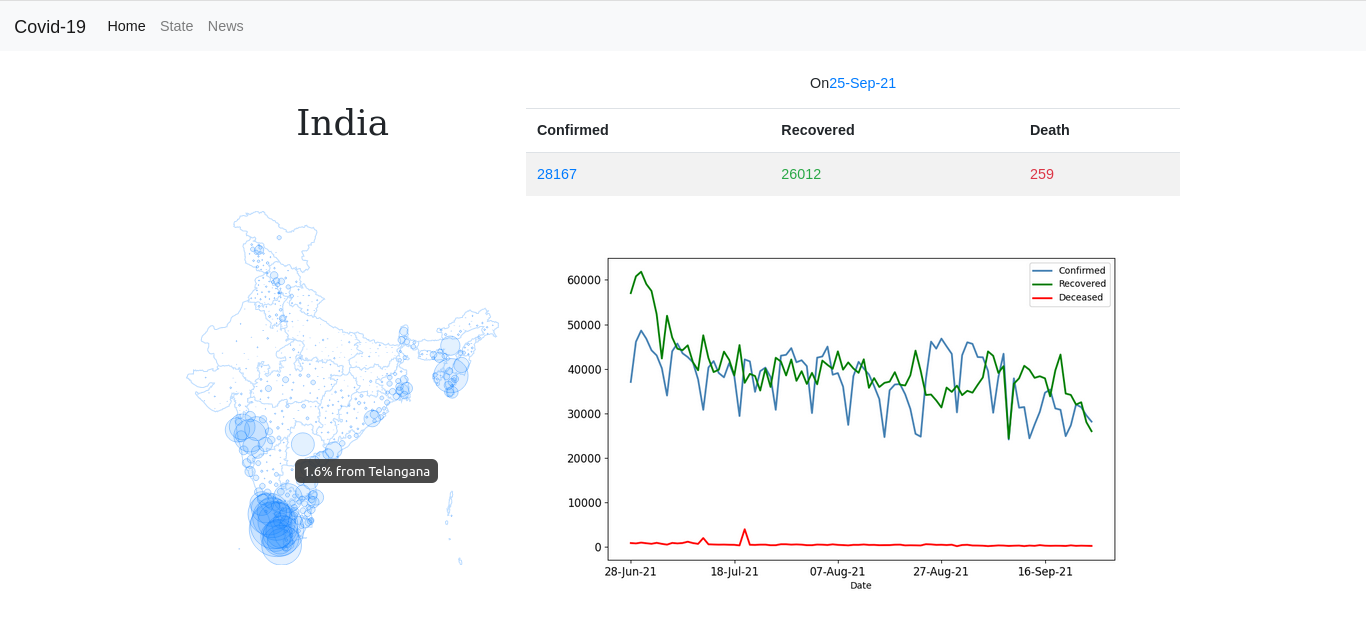 Covid-19 Home State News
On25-Sep-21
India
Confirmed Recovered Death
28167 26012 259
1.6% from Telangana
Confirmed
Recovered
Deceased
60000
50000
40000
30000
20000
10000
0
28-Jun-21 18-Jul-21 07-Aug-21 27-Aug-21 16-Sep-21
Date